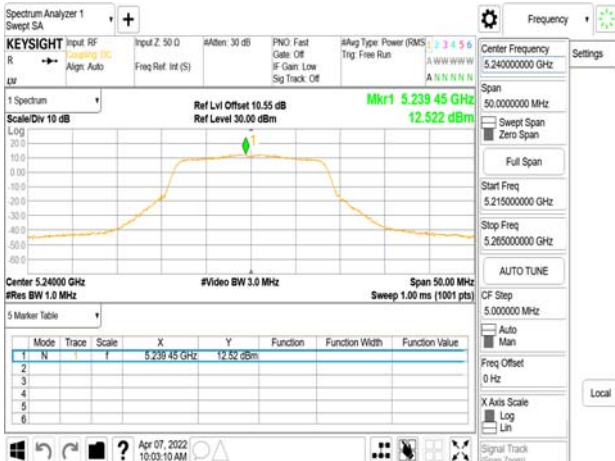 Spectrum Analyzer 1
Swept SA
+
Frequency
KEYSIGHT
R
Input: RF
Coupling: DC
Align: Auto
Input Z: 50 Ω
Freq Ref: Int (S)
#Atten: 30 dB
PNO: Fast
Gate: Off
IF Gain: Low
Sig Track: Off
#Avg Type: Power (RMS
Trig: Free Run
1 2 3 4 5 6
A W W W W W
A N N N N N
1 Spectrum
Scale/Div 10 dB
Ref Lvl Offset 10.55 dB
Ref Level 30.00 dBm
Mkr1 5.239 45 GHz
12.522 dBm
Log
1
20.0
10.0
0.00
-10.0
-20.0
-30.0
-40.0
-50.0
-60.0
Center 5.24000 GHz
#Res BW 1.0 MHz
#Video BW 3.0 MHz
Span 50.00 MHz
Sweep 1.00 ms (1001 pts)
5 Marker Table
Mode Trace Scale X Y Function Function Width Function Value
1 N 1 f 5.239 45 GHz 12.52 dBm
2
3
4
5
6
Apr 07, 2022
10:03:10 AM
Center Frequency
5.240000000 GHz
Settings
Span
50.0000000 MHz
Swept Span
Zero Span
Full Span
Start Freq
5.215000000 GHz
Stop Freq
5.265000000 GHz
AUTO TUNE
CF Step
5.000000 MHz
Auto
Man
Freq Offset
0 Hz
Local
X Axis Scale
Log
Lin
Signal Track